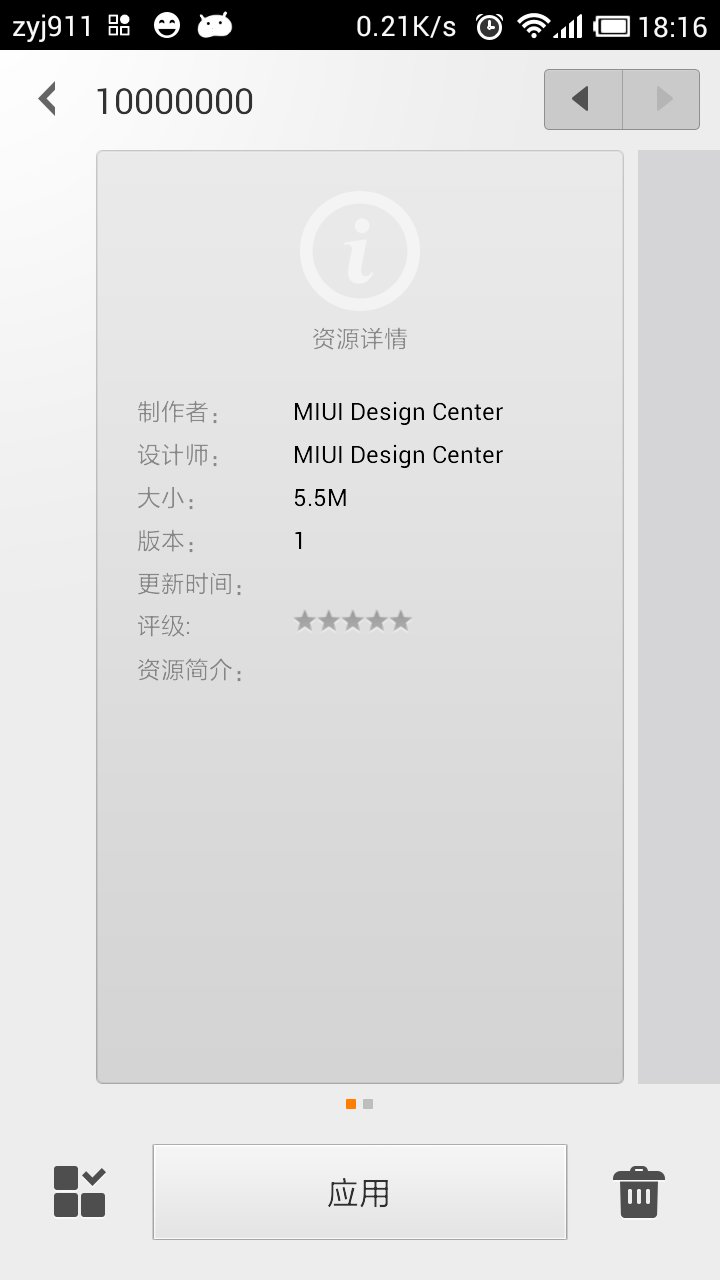 zyj911 0.21K/s 18:16
10000000
资源详情
制作者: MIUI Design Center
设计师: MIUI Design Center
大小: 5.5M
版本: 1
更新时间:
评级:
资源简介:
应用